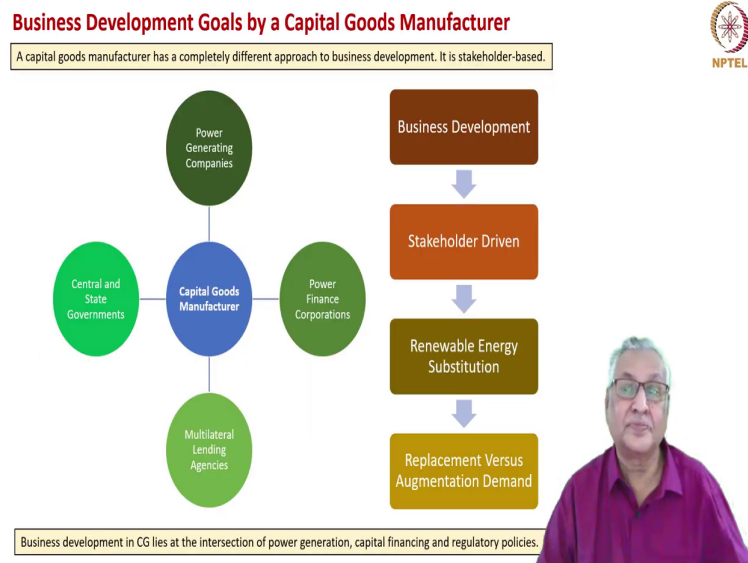 Business Development Goals by a Capital Goods Manufacturer
NPTEL
A capital goods manufacturer has a completely different approach to business development. It is stakeholder-based.
Power
Generating
Companies
Central and
State
Governments
Capital Goods
Manufacturer
Power
Finance
Corporations
Multilateral
Lending
Agencies
Business Development
Stakeholder Driven
Renewable Energy
Substitution
Replacement Versus
Augmentation Demand
Business development in CG lies at the intersection of power generation, capital financing and regulatory policies.